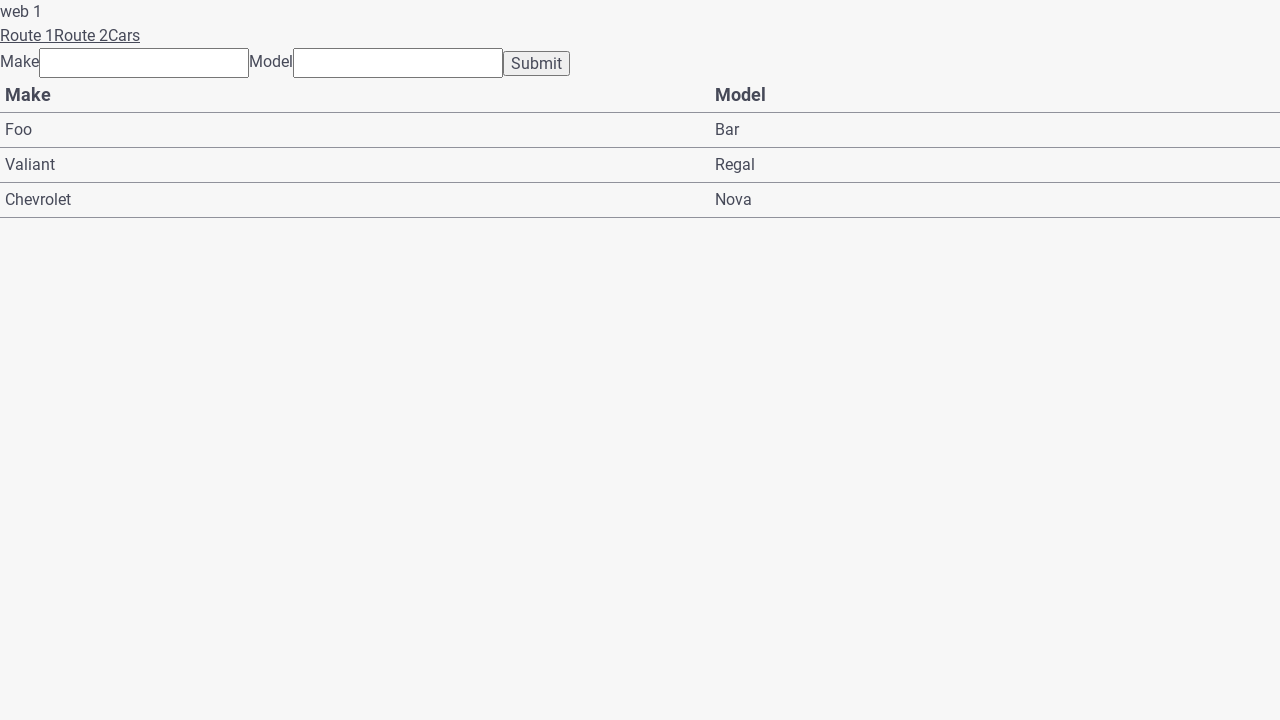 web 1
Route 1Route 2Cars
Make Model Submit
Make Model
Foo Bar
Valiant Regal
Chevrolet Nova